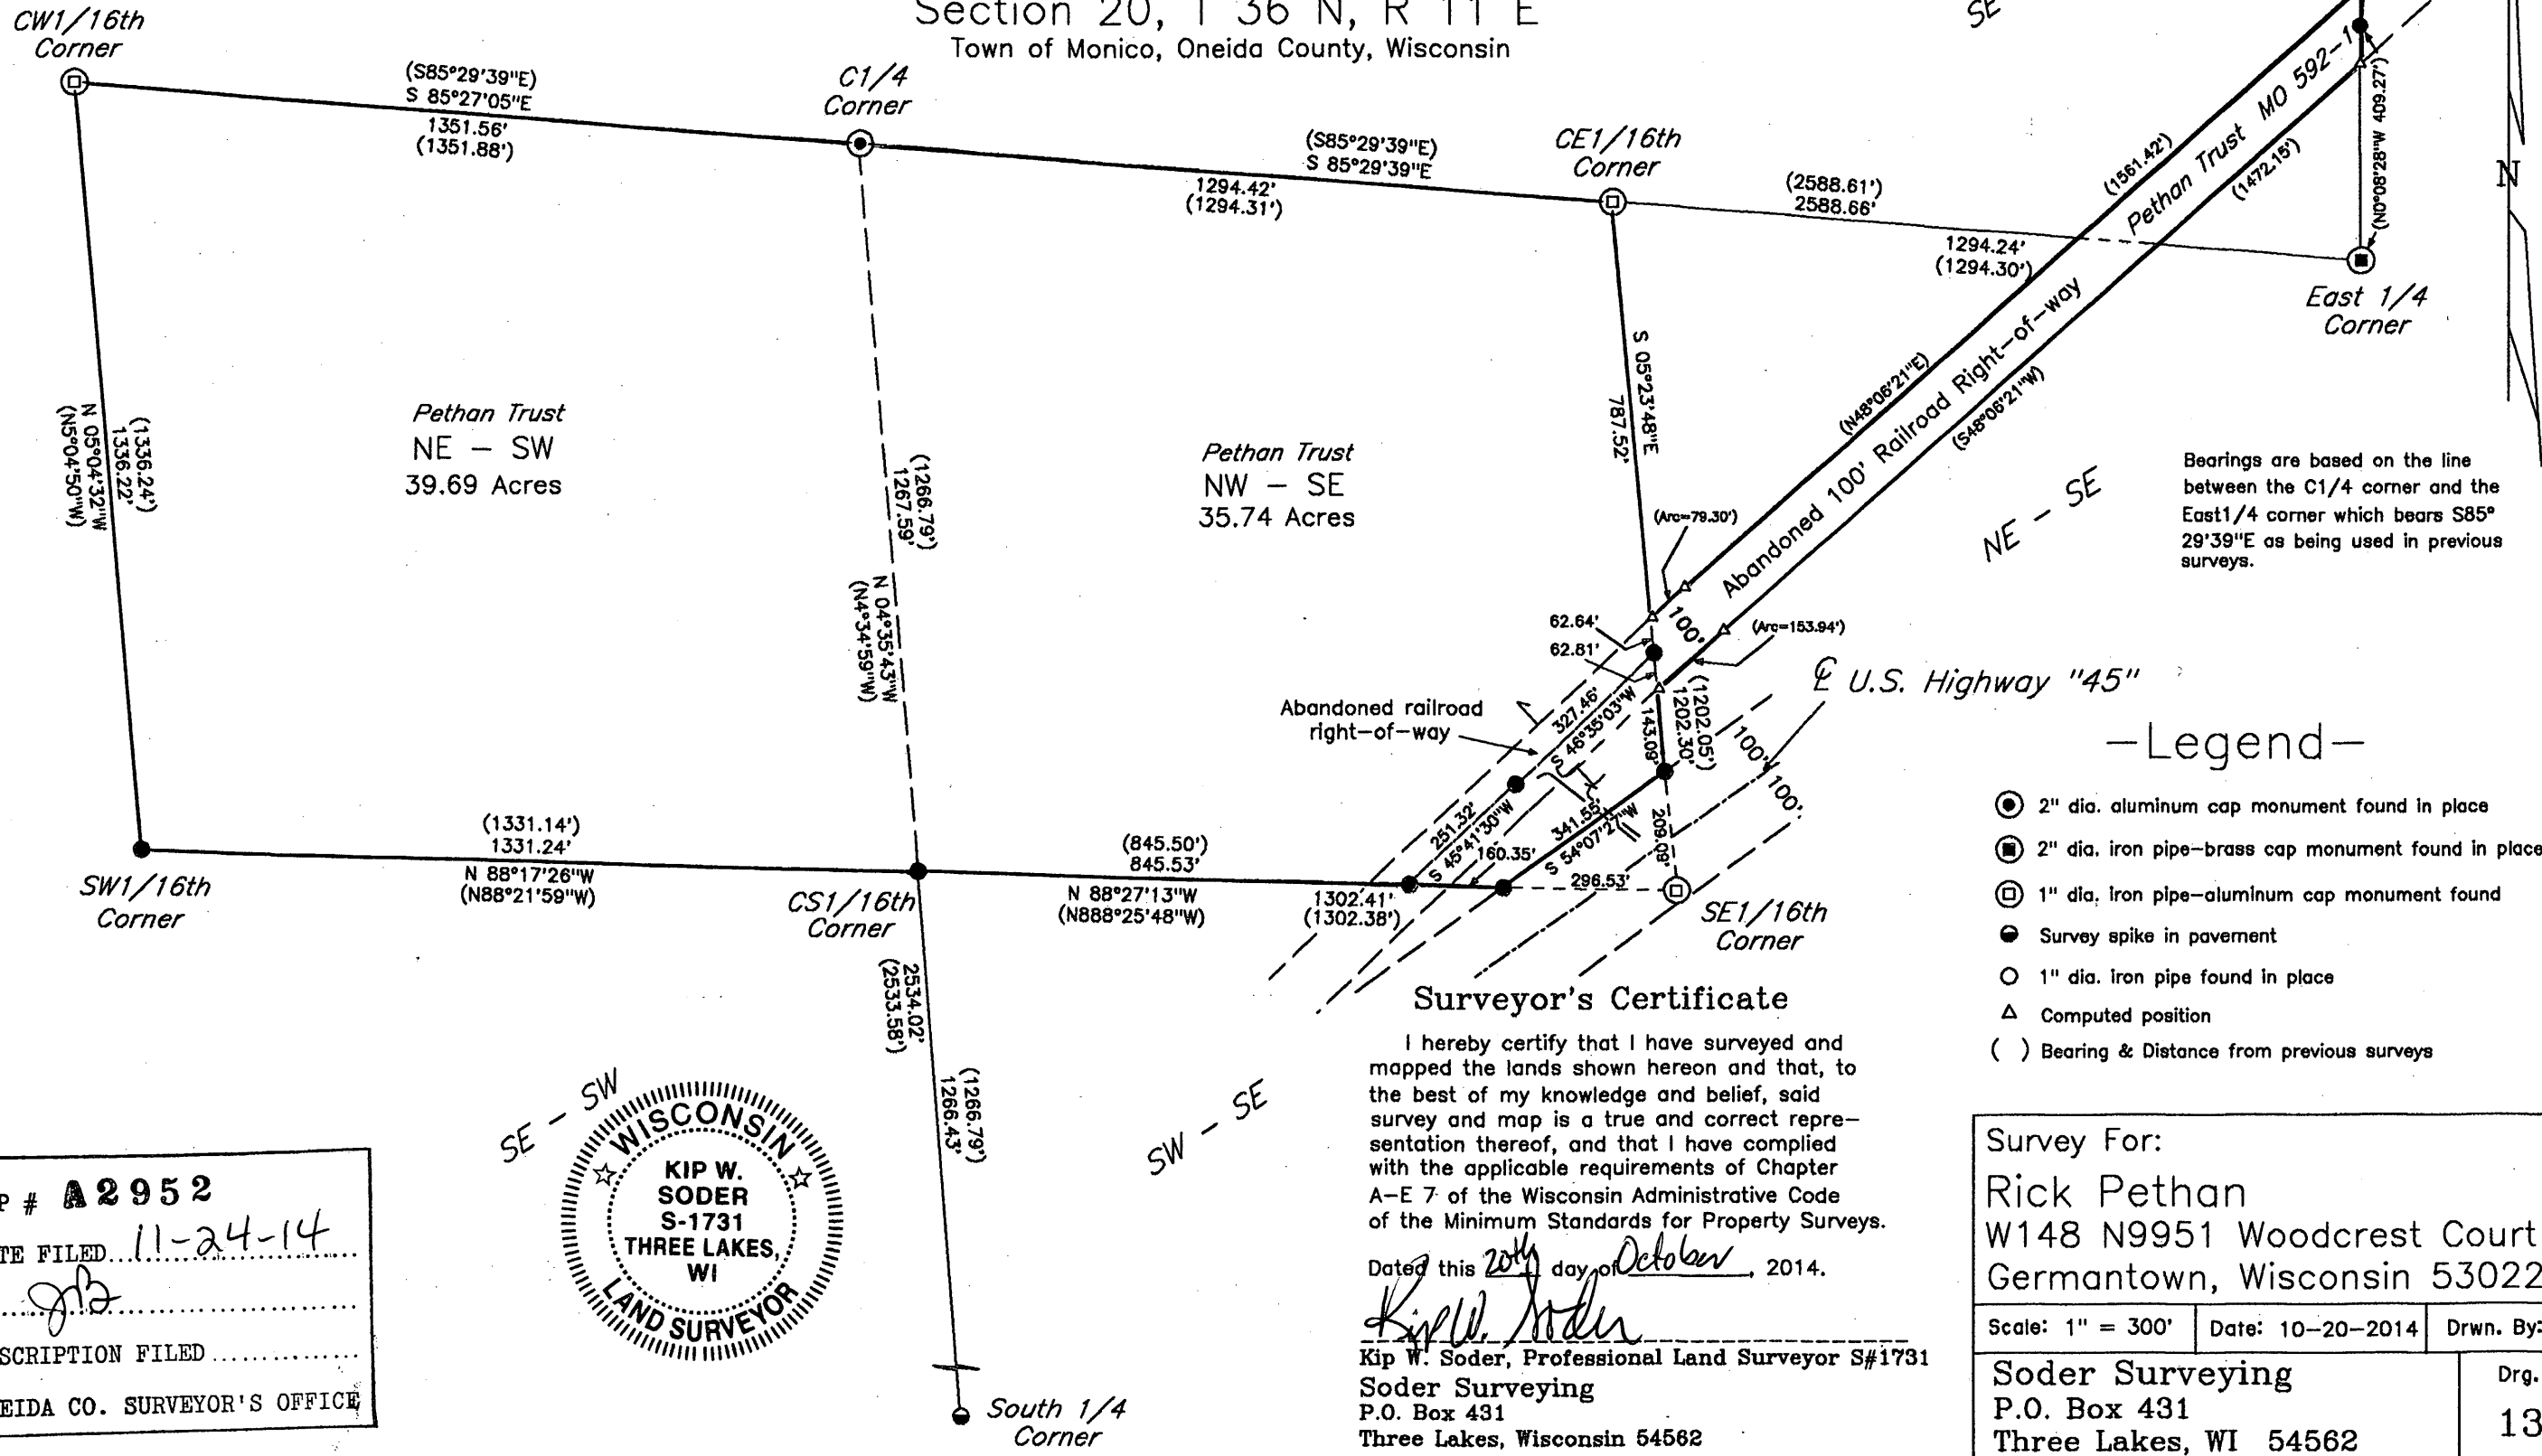 Section 20, T 36 N, R 11 E
Town of Monico, Oneida County, Wisconsin
CW1/16th
Corner
(S85°29'39"E)
S 85°27'05"E
1351.56'
(1351.88')
C1/4
Corner
(S85°29'39"E)
S 85°29'39"E
1294.42'
(1294.31')
CE1/16th
Corner
(2588.61')
2588.66'
1294.24'
(1294.30')
SE
East 1/4
Corner
(N0°08'28"W 409.27')
N
(1561.42')
Pethan Trust MO 592-1
(1472.15')
(N48°06'21"E)
Abandoned 100' Railroad Right-of-way
(S48°06'21"W)
(1336.24')
1336.22'
N 05°04'32"W
(N5°04'50"W)
Pethan Trust
NE - SW
39.69 Acres
(1266.79')
1267.59'
N 04°35'43"W
(N4°34'59"W)
Pethan Trust
NW - SE
35.74 Acres
S 05°23'48"E
787.52'
(Arc=79.30')
100'
(Arc=153.94')
62.64'
62.81'
NE - SE
Bearings are based on the line
between the C1/4 corner and the
East1/4 corner which bears S85°
29'39"E as being used in previous
surveys.
℄ U.S. Highway "45"
Abandoned railroad
right-of-way
327.46'
S 46°35'03"W
143.09'
(1202.05')
1202.30'
100'
100'
251.32'
S 45°41'30"W
341.55'
S 54°07'27"W
209.09'
160.35'
296.53'
SW1/16th
Corner
(1331.14')
1331.24'
N 88°17'26"W
(N88°21'59"W)
CS1/16th
Corner
(845.50')
845.53'
N 88°27'13"W
(N888°25'48"W)
1302.41'
(1302.38')
SE1/16th
Corner
2534.02'
(2533.58')
(1266.79')
1266.43'
SE - SW
SW - SE
South 1/4
Corner
-Legend-
2" dia. aluminum cap monument found in place
2" dia. iron pipe-brass cap monument found in place
1" dia. iron pipe-aluminum cap monument found
Survey spike in pavement
1" dia. iron pipe found in place
Computed position
( ) Bearing & Distance from previous surveys
Surveyor's Certificate
I hereby certify that I have surveyed and
mapped the lands shown hereon and that, to
the best of my knowledge and belief, said
survey and map is a true and correct repre-
sentation thereof, and that I have complied
with the applicable requirements of Chapter
A-E 7 of the Wisconsin Administrative Code
of the Minimum Standards for Property Surveys.
Dated this 20th day of October, 2014.
Kip W. Soder
Kip W. Soder, Professional Land Surveyor S#1731
Soder Surveying
P.O. Box 431
Three Lakes, Wisconsin 54562
WISCONSIN
KIP W.
SODER
S-1731
THREE LAKES,
WI
LAND SURVEYOR
P # A2952
TE FILED 11-24-14
SCRIPTION FILED
EIDA CO. SURVEYOR'S OFFICE
Survey For:
Rick Pethan
W148 N9951 Woodcrest Court
Germantown, Wisconsin 53022
Scale: 1" = 300'
Date: 10-20-2014
Drwn. By:
Soder Surveying
P.O. Box 431
Three Lakes, WI 54562
Drg.
13